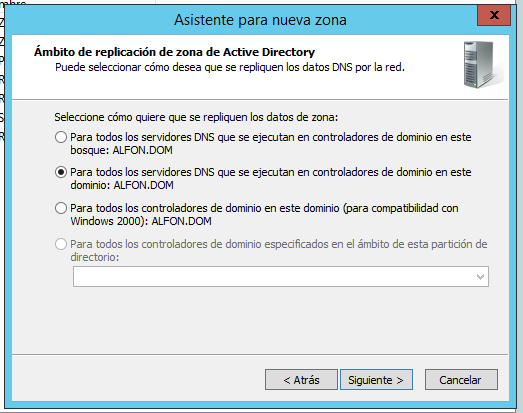 Asistente para nueva zona
x
Ámbito de replicación de zona de Active Directory
Puede seleccionar cómo desea que se repliquen los datos DNS por la red.
Seleccione cómo quiere que se repliquen los datos de zona:
Para todos los servidores DNS que se ejecutan en controladores de dominio en este
bosque: ALFON.DOM
Para todos los servidores DNS que se ejecutan en controladores de dominio en este
dominio: ALFON.DOM
Para todos los controladores de dominio en este dominio (para compatibilidad con
Windows 2000): ALFON.DOM
Para todos los controladores de dominio especificados en el ámbito de esta partición de
directorio:
< Atrás
Siguiente >
Cancelar